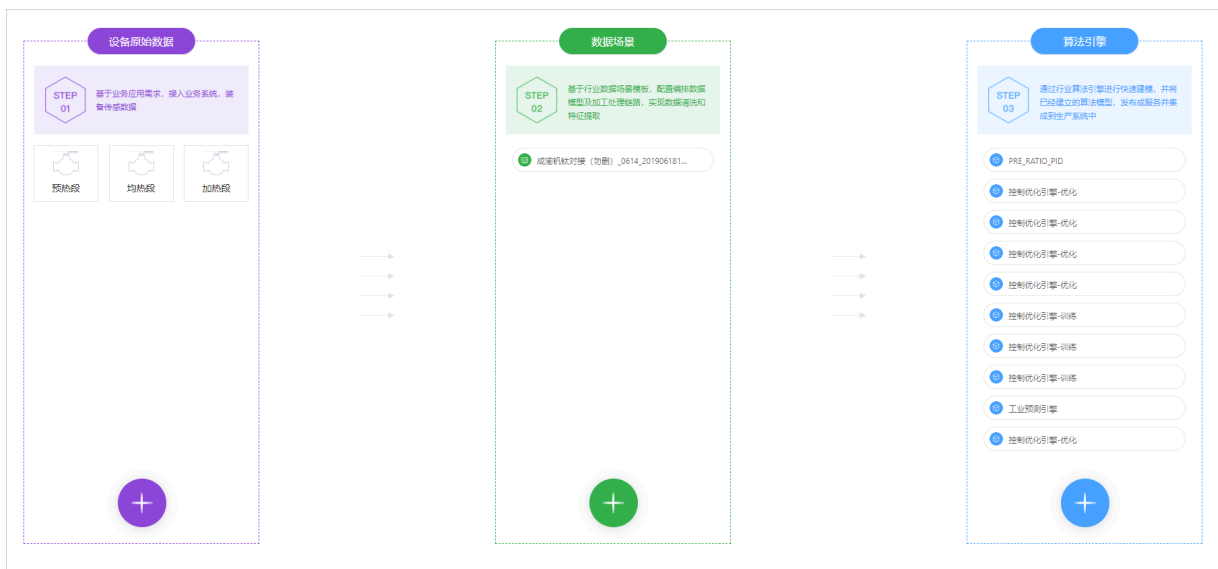 设备原始数据
STEP
01
基于业务应用需求，接入业务系统，装
备传感数据
预热段
均热段
加热段
数据场景
STEP
02
基于行业数据场景模板，配置编排数据
模型及加工处理链路，实现数据清洗和
特征提取
成渝钒钛对接（勿删）_0614_201906181...
算法引擎
STEP
03
通过行业算法引擎进行快速建模，并将
已经建立的算法模型，发布成服务并集
成到生产系统中
PRE_RATIO_PID
控制优化引擎-优化
控制优化引擎-优化
控制优化引擎-优化
控制优化引擎-优化
控制优化引擎-训练
控制优化引擎-训练
控制优化引擎-训练
工业预测引擎
控制优化引擎-优化